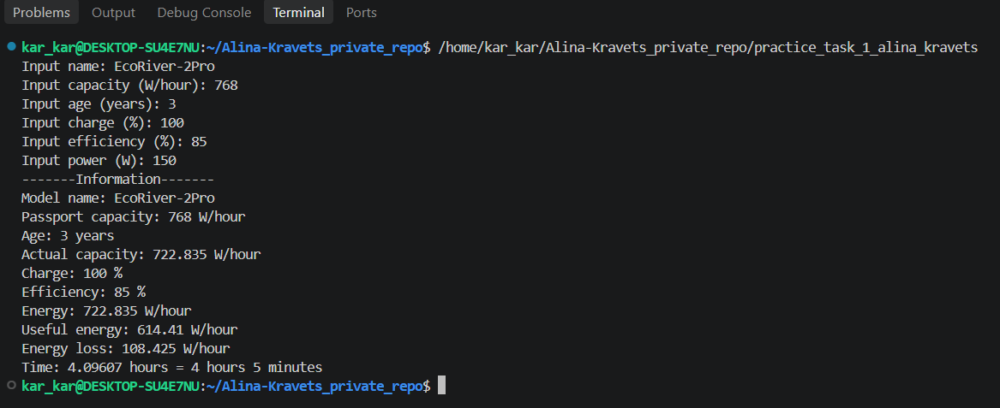 Problems Output Debug Console Terminal Ports
kar_kar@DESKTOP-SU4E7NU:~/Alina-Kravets_private_repo$ /home/kar_kar/Alina-Kravets_private_repo/practice_task_1_alina_kravets
Input name: EcoRiver-2Pro
Input capacity (W/hour): 768
Input age (years): 3
Input charge (%): 100
Input efficiency (%): 85
Input power (W): 150
-------Information-------
Model name: EcoRiver-2Pro
Passport capacity: 768 W/hour
Age: 3 years
Actual capacity: 722.835 W/hour
Charge: 100 %
Efficiency: 85 %
Energy: 722.835 W/hour
Useful energy: 614.41 W/hour
Energy loss: 108.425 W/hour
Time: 4.09607 hours = 4 hours 5 minutes
kar_kar@DESKTOP-SU4E7NU:~/Alina-Kravets_private_repo$